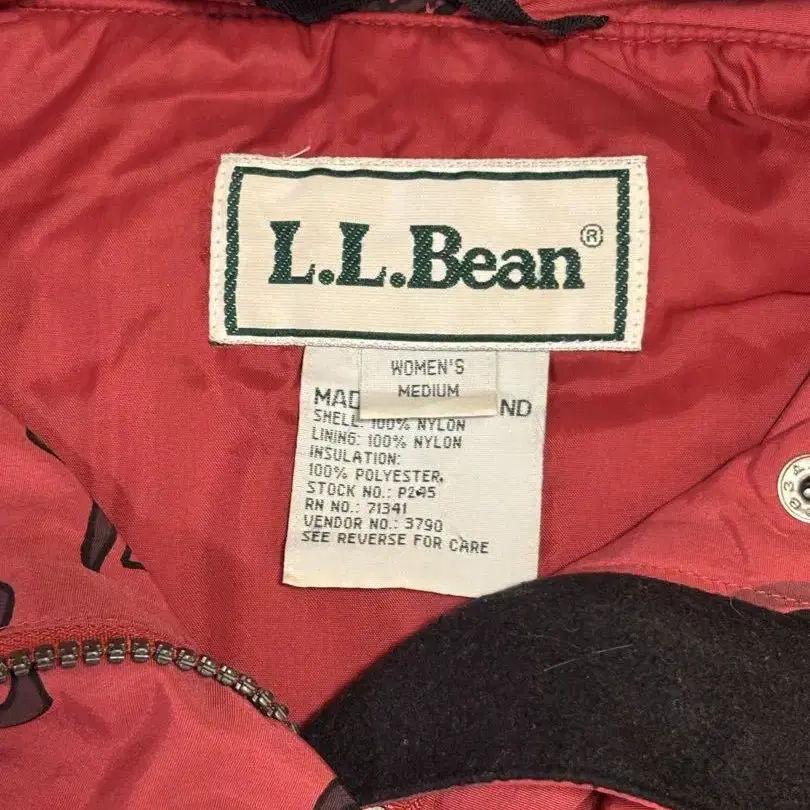 L.L.Bean®
WOMEN'S
MEDIUM
MAD ND
SHELL: 100% NYLON
LINING: 100% NYLON
INSULATION:
100% POLYESTER.
STOCK NO.: P245
RN NO.: 71341
VENDOR NO.: 3790
SEE REVERSE FOR CARE